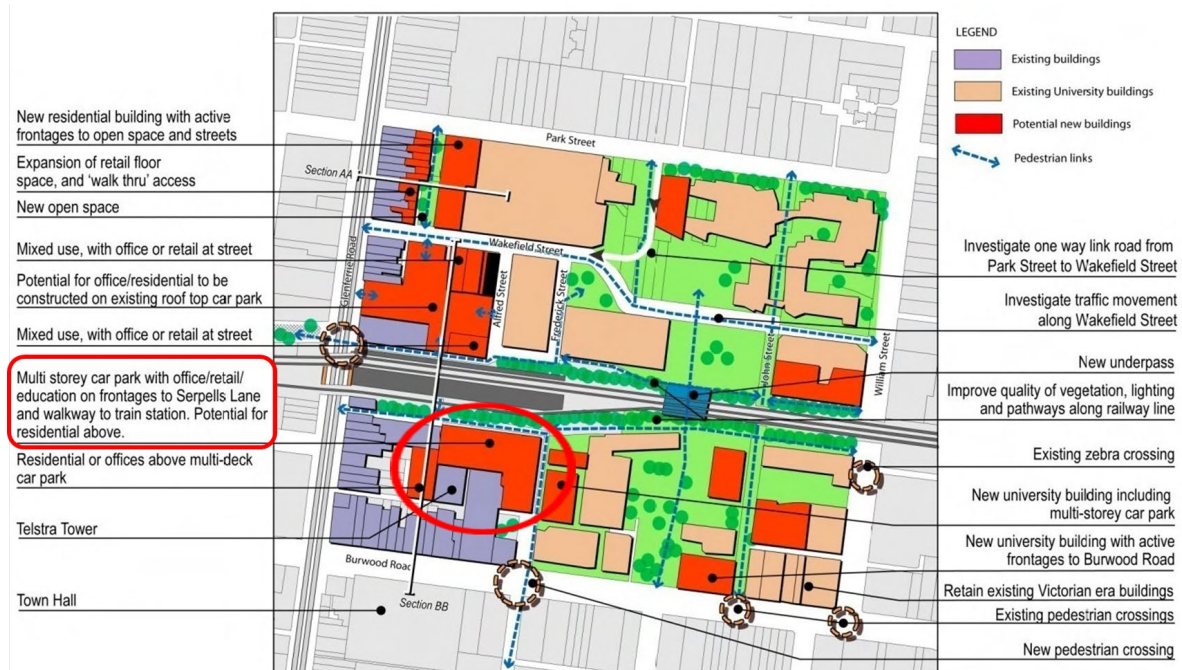 New residential building with active
frontages to open space and streets
Expansion of retail floor
space, and 'walk thru' access
New open space
Mixed use, with office or retail at street
Potential for office/residential to be
constructed on existing roof top car park
Mixed use, with office or retail at street
Multi storey car park with office/retail/
education on frontages to Serpells Lane
and walkway to train station. Potential for
residential above.
Residential or offices above multi-deck
car park
Telstra Tower
Town Hall
Park Street
Section AA
Wakefield Street
Glenferrie Road
Alfred Street
Frederick Street
John Street
William Street
Burwood Road
Section BB
LEGEND
Existing buildings
Existing University buildings
Potential new buildings
Pedestrian links
Investigate one way link road from
Park Street to Wakefield Street
Investigate traffic movement
along Wakefield Street
New underpass
Improve quality of vegetation, lighting
and pathways along railway line
Existing zebra crossing
New university building including
multi-storey car park
New university building with active
frontages to Burwood Road
Retain existing Victorian era buildings
Existing pedestrian crossings
New pedestrian crossing